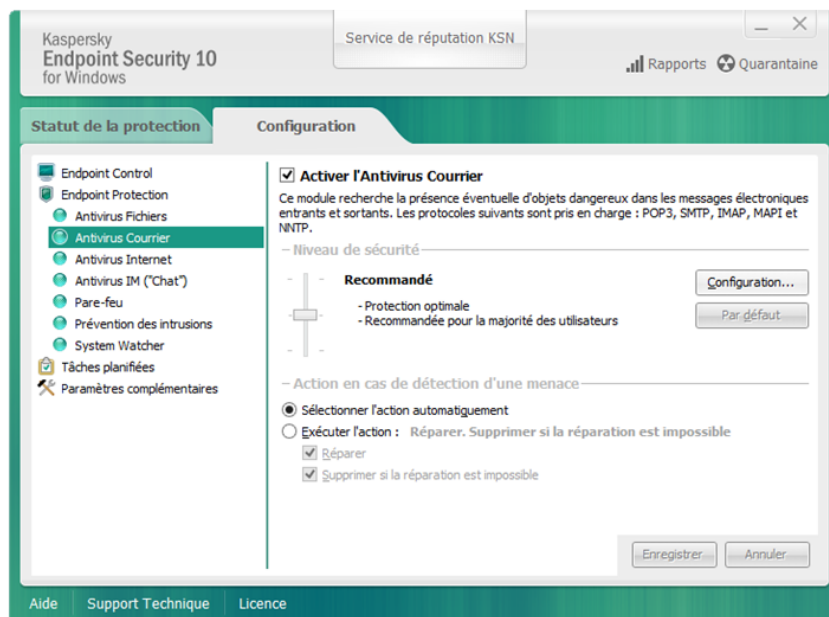 Kaspersky
Endpoint Security 10
for Windows
Service de réputation KSN
Rapports
Quarantaine
Statut de la protection
Configuration
Endpoint Control
Endpoint Protection
Antivirus Fichiers
Antivirus Courrier
Antivirus Internet
Antivirus IM ("Chat")
Pare-feu
Prévention des intrusions
System Watcher
Tâches planifiées
Paramètres complémentaires
Activer l'Antivirus Courrier
Ce module recherche la présence éventuelle d'objets dangereux dans les messages électroniques
entrants et sortants. Les protocoles suivants sont pris en charge : POP3, SMTP, IMAP, MAPI et
NNTP.
Niveau de sécurité
Recommandé
- Protection optimale
- Recommandée pour la majorité des utilisateurs
Configuration...
Par défaut
Action en cas de détection d'une menace
Sélectionner l'action automatiquement
Exécuter l'action : Réparer. Supprimer si la réparation est impossible
Réparer
Supprimer si la réparation est impossible
Enregistrer
Annuler
Aide
Support Technique
Licence